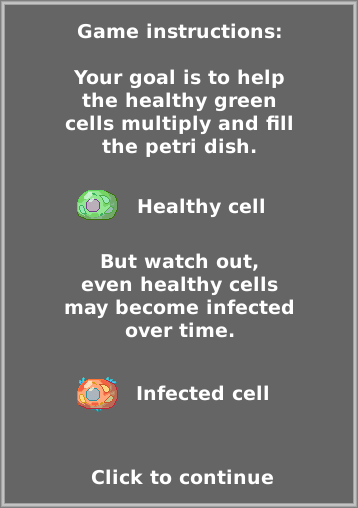 Game instructions:
Your goal is to help
the healthy green
cells multiply and fill
the petri dish.
Healthy cell
But watch out,
even healthy cells
may become infected
over time.
Infected cell
Click to continue